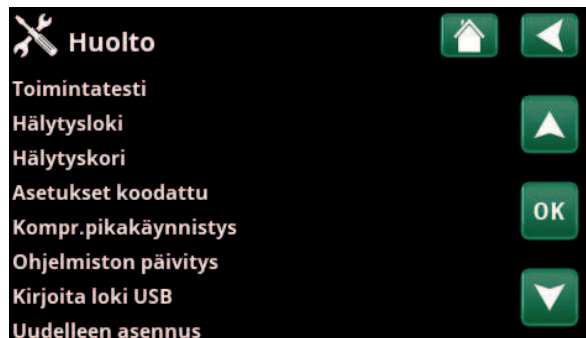 Huolto
Toimintatesti
Hälytysloki
Hälytyskori
Asetukset koodattu
OK
Kompr.pikakäynnistys
Ohjelmiston päivitys
Kirjoita loki USB
Uudelleen asennus